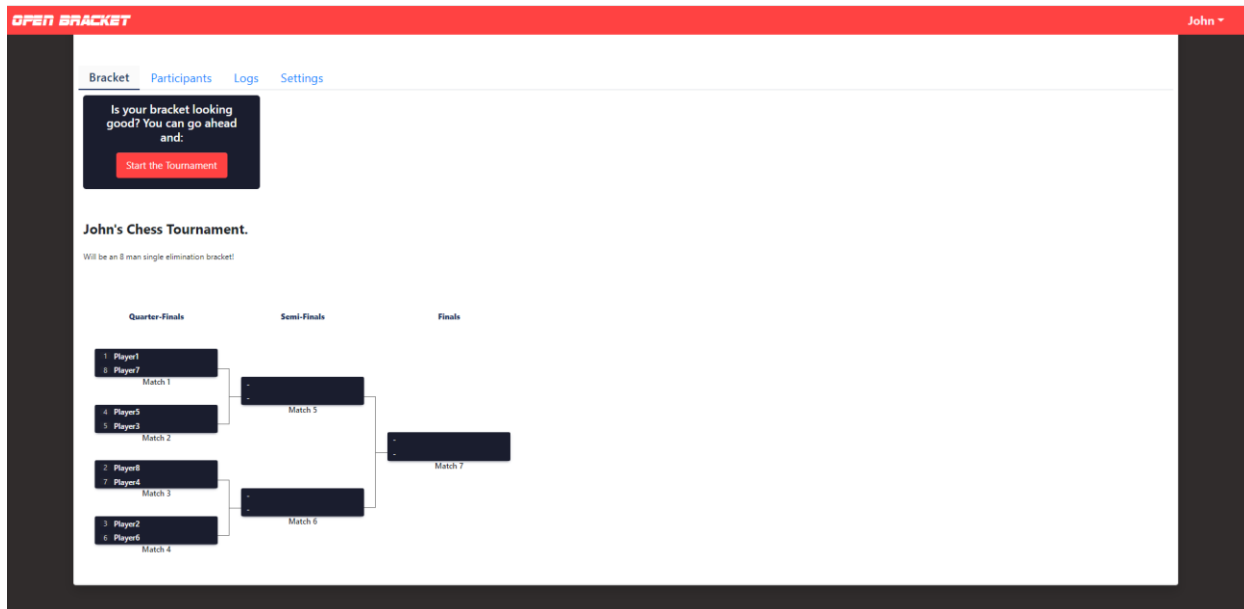 OPEN BRACKET
John
Bracket Participants Logs Settings
Is your bracket looking
good? You can go ahead
and:
Start the Tournament
John's Chess Tournament.
Will be an 8 man single elimination bracket!
Quarter-Finals Semi-Finals Finals
1 Player1
8 Player7
Match 1
4 Player5
5 Player3
Match 2
2 Player8
7 Player4
Match 3
3 Player2
6 Player6
Match 4
-
-
Match 5
-
-
Match 6
-
-
Match 7